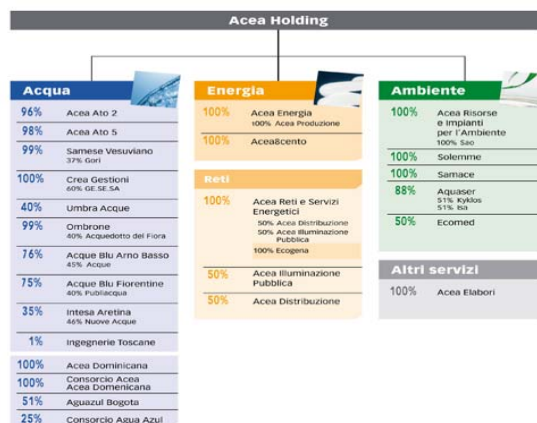 Acea Holding
Acqua
96% Acea Ato 2
98% Acea Ato 5
99% Samese Vesuviano
37% Gori
100% Crea Gestioni
60% GE.SE.SA
40% Umbra Acque
99% Ombrone
40% Acquedotto del Fiora
76% Acque Blu Arno Basso
45% Acque
75% Acque Blu Fiorentine
40% Publiacqua
35% Intesa Aretina
46% Nuove Acque
1% Ingegnerie Toscane
100% Acea Dominicana
100% Consorcio Acea
Acea Domenicana
51% Aguazul Bogota
25% Consorcio Agua Azul
Energia
100% Acea Energia
100% Acea Produzione
100% Acea8cento
Reti
100% Acea Reti e Servizi
Energetici
50% Acea Distribuzione
50% Acea Illuminazione
Pubblica
100% Ecogena
50% Acea Illuminazione
Pubblica
50% Acea Distribuzione
Ambiente
100% Acea Risorse
e Impianti
per l'Ambiente
100% Sao
100% Solemme
100% Samace
88% Aquaser
51% Kyklos
51% Isa
50% Ecomed
Altri servizi
100% Acea Elabori